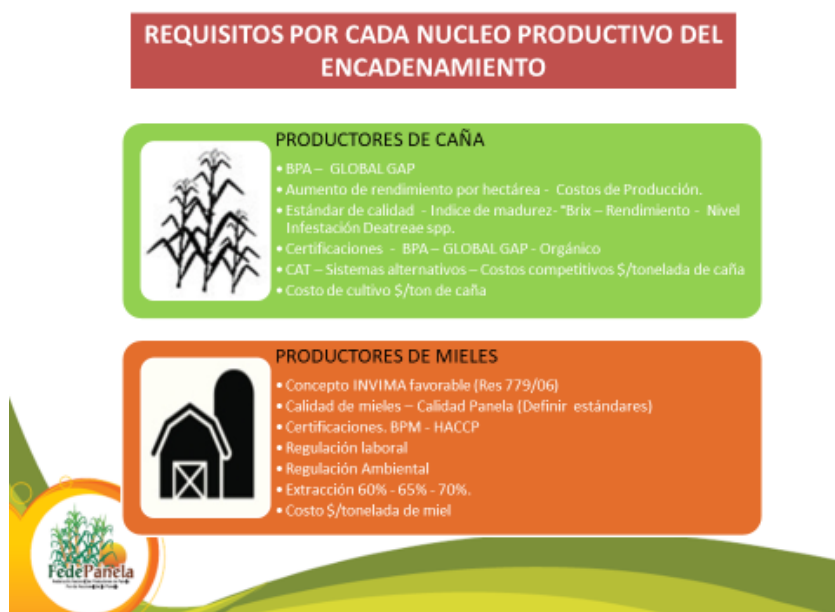 REQUISITOS POR CADA NUCLEO PRODUCTIVO DEL
ENCADENAMIENTO
PRODUCTORES DE CAÑA
• BPA – GLOBAL GAP
• Aumento de rendimiento por hectárea - Costos de Producción.
• Estándar de calidad - Indice de madurez- °Brix – Rendimiento - Nivel
Infestación Deatreae spp.
• Certificaciones - BPA – GLOBAL GAP - Orgánico
• CAT – Sistemas alternativos – Costos competitivos $/tonelada de caña
• Costo de cultivo $/ton de caña
PRODUCTORES DE MIELES
• Concepto INVIMA favorable (Res 779/06)
• Calidad de mieles – Calidad Panela (Definir estándares)
• Certificaciones. BPM - HACCP
• Regulación laboral
• Regulación Ambiental
• Extracción 60% - 65% - 70%.
• Costo $/tonelada de miel
FedePanela